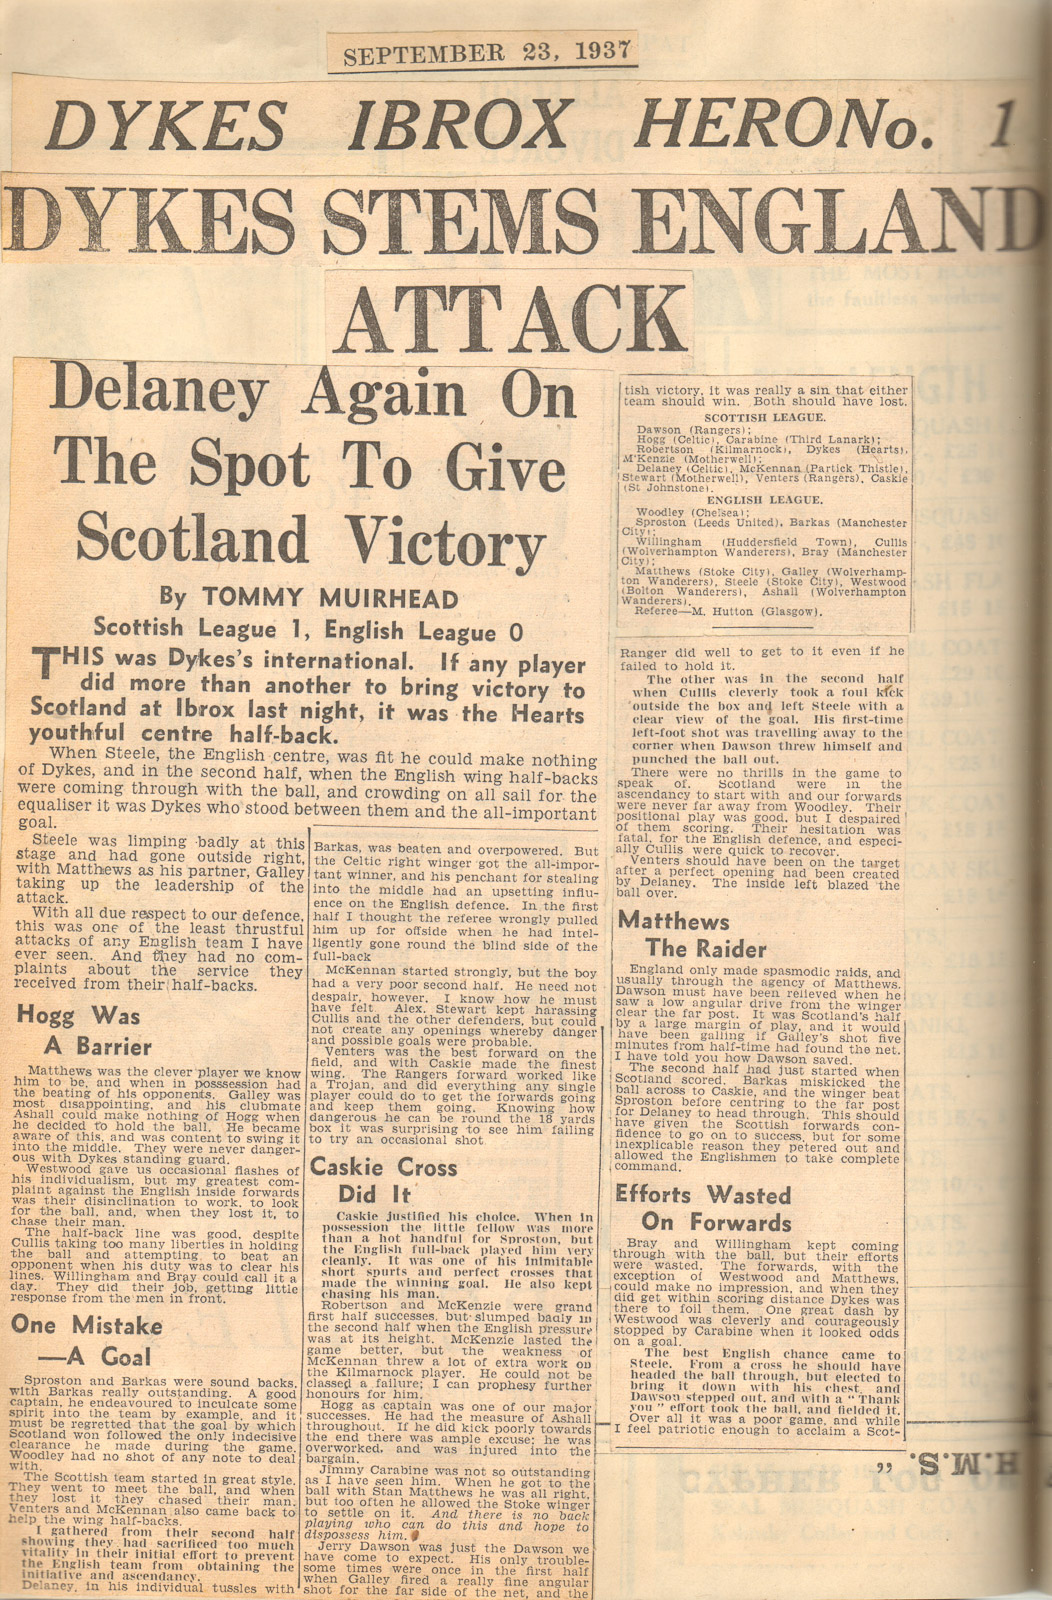 SEPTEMBER 23, 1937
DYKES IBROX HERO No. 1
DYKES STEMS ENGLAND
ATTACK
Delaney Again On
The Spot To Give
Scotland Victory
By TOMMY MUIRHEAD
Scottish League 1, English League 0
THIS was Dykes's international. If any player
did more than another to bring victory to
Scotland at Ibrox last night, it was the Hearts
youthful centre half-back.
When Steele, the English centre, was fit he could make nothing
of Dykes, and in the second half, when the English wing half-backs
were coming through with the ball, and crowding on all sail for the
equaliser it was Dykes who stood between them and the all-important
goal.
Steele was limping badly at this
stage and had gone outside right,
with Matthews as his partner, Galley
taking up the leadership of the
attack.
With all due respect to our defence,
this was one of the least thrustful
attacks of any English team I have
ever seen. And they had no com-
plaints about the service they
received from their half-backs.
Hogg Was
A Barrier
Matthews was the clever player we know
him to be, and when in posssession had
the beating of his opponents. Galley was
most disappointing, and his clubmate
Ashall could make nothing of Hogg when
he decided to hold the ball. He became
aware of this, and was content to swing it
into the middle. They were never danger-
ous with Dykes standing guard.
Westwood gave us occasional flashes of
his individualism, but my greatest com-
plaint against the English inside forwards
was their disinclination to work, to look
for the ball, and, when they lost it, to
chase their man.
The half-back line was good, despite
Cullis taking too many liberties in holding
the ball and attempting to beat an
opponent when his duty was to clear his
lines. Willingham and Bray could call it a
day. They did their job, getting little
response from the men in front.
One Mistake
—A Goal
Sproston and Barkas were sound backs,
with Barkas really outstanding. A good
captain, he endeavoured to inculcate some
spirit into the team by example, and it
must be regretted that the goal by which
Scotland won followed the only indecisive
clearance he made during the game.
Woodley had no shot of any note to deal
with.
The Scottish team started in great style.
They went to meet the ball, and when
they lost it they chased their man.
Venters and McKennan also came back to
help the wing half-backs.
I gathered from their second half
showing they had sacrificed too much
vitality in their initial effort to prevent
the English team from obtaining the
initiative and ascendancy.
Delaney, in his individual tussles with
Barkas, was beaten and overpowered. But
the Celtic right winger got the all-impor-
tant winner, and his penchant for stealing
into the middle had an upsetting influ-
ence on the English defence. In the first
half I thought the referee wrongly pulled
him up for offside when he had intel-
ligently gone round the blind side of the
full-back
McKennan started strongly, but the boy
had a very poor second half. He need not
despair, however. I know how he must
have felt. Alex. Stewart kept harassing
Cullis and the other defenders, but could
not create any openings whereby danger
and possible goals were probable.
Venters was the best forward on the
field, and with Caskie made the finest
wing. The Rangers forward worked like
a Trojan, and did everything any single
player could do to get the forwards going
and keep them going. Knowing how
dangerous he can be round the 18 yards
box it was surprising to see him failing
to try an occasional shot
Caskie Cross
Did It
Caskie justified his choice. When in
possession the little fellow was more
than a hot handful for Sproston, but
the English full-back played him very
cleanly. It was one of his inimitable
short spurts and perfect crosses that
made the winning goal. He also kept
chasing his man.
Robertson and McKenzie were grand
first half successes, but slumped badly in
the second half when the English pressure
was at its height. McKenzie lasted the
game better, but the weakness of
McKennan threw a lot of extra work on
the Kilmarnock player. He could not be
classed a failure; I can prophesy further
honours for him.
Hogg as captain was one of our major
successes. He had the measure of Ashall
throughout. If he did kick poorly towards
the end there was ample excuse; he was
overworked, and was injured into the
bargain.
Jimmy Carabine was not so outstanding
as I have seen him. When he got to the
ball with Stan Matthews he was all right,
but too often he allowed the Stoke winger
to settle on it. And there is no back
playing who can do this and hope to
dispossess him.
Jerry Dawson was just the Dawson we
have come to expect. His only trouble-
some times were once in the first half
when Galley fired a really fine angular
shot for the far side of the net, and the
tish victory, it was really a sin that either
team should win. Both should have lost.
SCOTTISH LEAGUE.
Dawson (Rangers);
Hogg (Celtic), Carabine (Third Lanark);
Robertson (Kilmarnock), Dykes (Hearts),
M'Kenzie (Motherwell);
Delaney (Celtic), McKennan (Partick Thistle),
Stewart (Motherwell), Venters (Rangers), Caskie
(St Johnstone).
ENGLISH LEAGUE.
Woodley (Chelsea);
Sproston (Leeds United), Barkas (Manchester
City);
Willingham (Huddersfield Town), Cullis
(Wolverhampton Wanderers), Bray (Manchester
City);
Matthews (Stoke City), Galley (Wolverhamp-
ton Wanderers), Steele (Stoke City), Westwood
(Bolton Wanderers), Ashall (Wolverhampton
Wanderers).
Referee—M. Hutton (Glasgow).
Ranger did well to get to it even if he
failed to hold it.
The other was in the second half
when Cullis cleverly took a foul kick
outside the box and left Steele with a
clear view of the goal. His first-time
left-foot shot was travelling away to the
corner when Dawson threw himself and
punched the ball out.
There were no thrills in the game to
speak of. Scotland were in the
ascendancy to start with and our forwards
were never far away from Woodley. Their
positional play was good, but I despaired
of them scoring. Their hesitation was
fatal, for the English defence, and especi-
ally Cullis were quick to recover.
Venters should have been on the target
after a perfect opening had been created
by Delaney. The inside left blazed the
ball over.
Matthews
The Raider
England only made spasmodic raids, and
usually through the agency of Matthews.
Dawson must have been relieved when he
saw a low angular drive from the winger
clear the far post. It was Scotland's half
by a large margin of play, and it would
have been galling if Galley's shot five
minutes from half-time had found the net.
I have told you how Dawson saved.
The second half had just started when
Scotland scored. Barkas miskicked the
ball across to Caskie, and the winger beat
Sproston before centring to the far post
for Delaney to head through. This should
have given the Scottish forwards con-
fidence to go on to success, but for some
inexplicable reason they petered out and
allowed the Englishmen to take complete
command.
Efforts Wasted
On Forwards
Bray and Willingham kept coming
through with the ball, but their efforts
were wasted. The forwards, with the
exception of Westwood and Matthews,
could make no impression, and when they
did get within scoring distance Dykes was
there to foil them. One great dash by
Westwood was cleverly and courageously
stopped by Carabine when it looked odds
on a goal.
The best English chance came to
Steele. From a cross he should have
headed the ball through, but elected to
bring it down with his chest, and
Dawson stepped out, and with a "Thank
you" effort took the ball, and fielded it.
Over all it was a poor game, and while
I feel patriotic enough to acclaim a Scot-
H.M.S. "